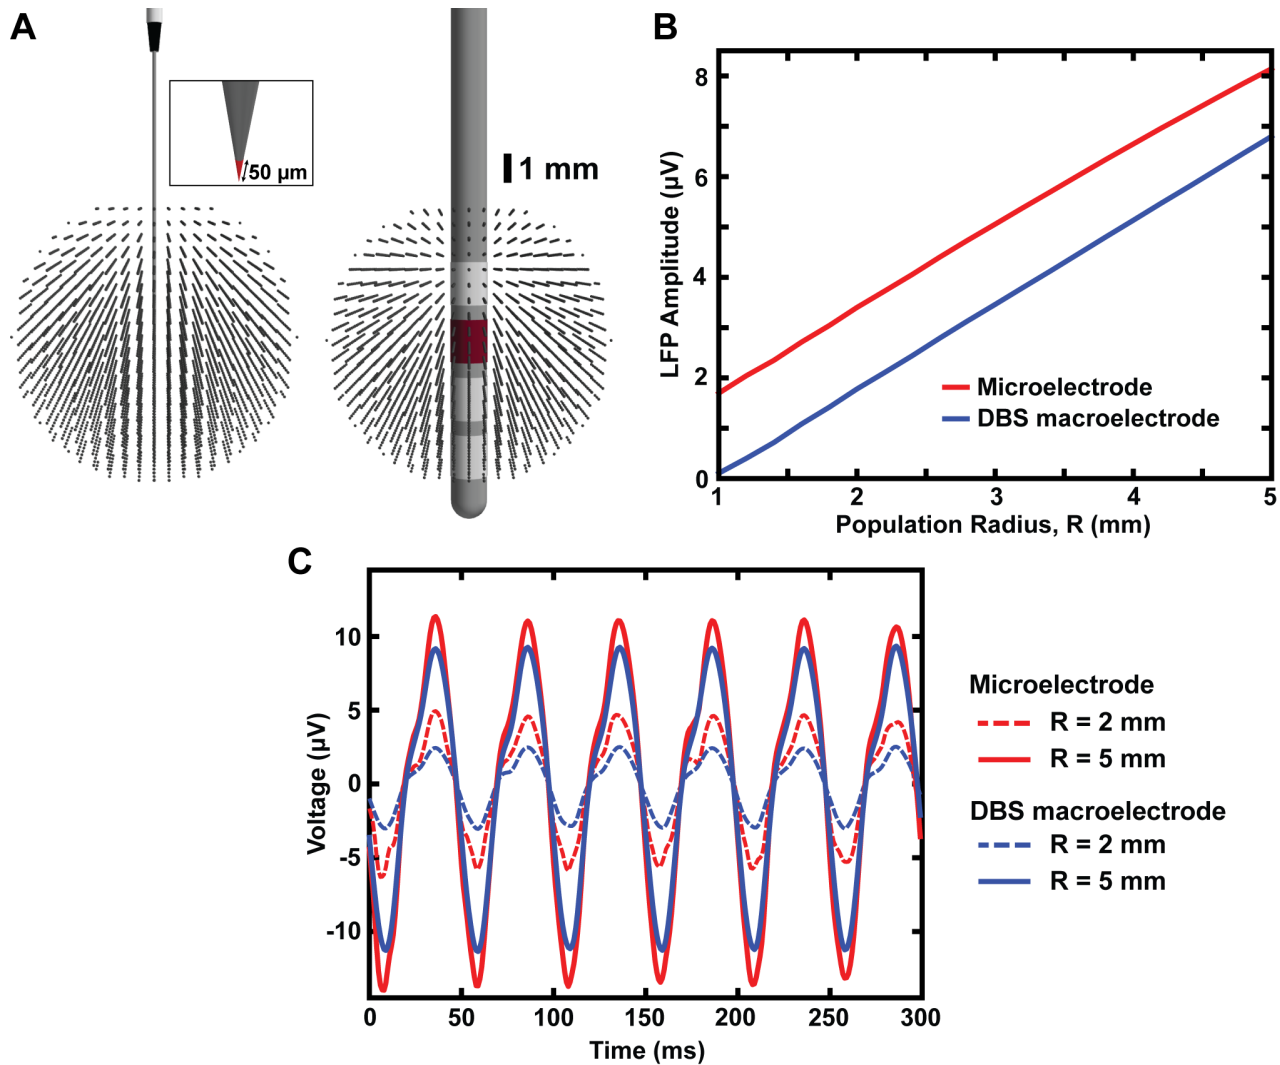 A
50 µm
1 mm
B
LFP Amplitude (µV)
8
6
4
2
0
Microelectrode
DBS macroelectrode
1 2 3 4 5
Population Radius, R (mm)
C
Voltage (µV)
10
5
0
-5
-10
0 50 100 150 200 250 300
Time (ms)
Microelectrode
R = 2 mm
R = 5 mm
DBS macroelectrode
R = 2 mm
R = 5 mm